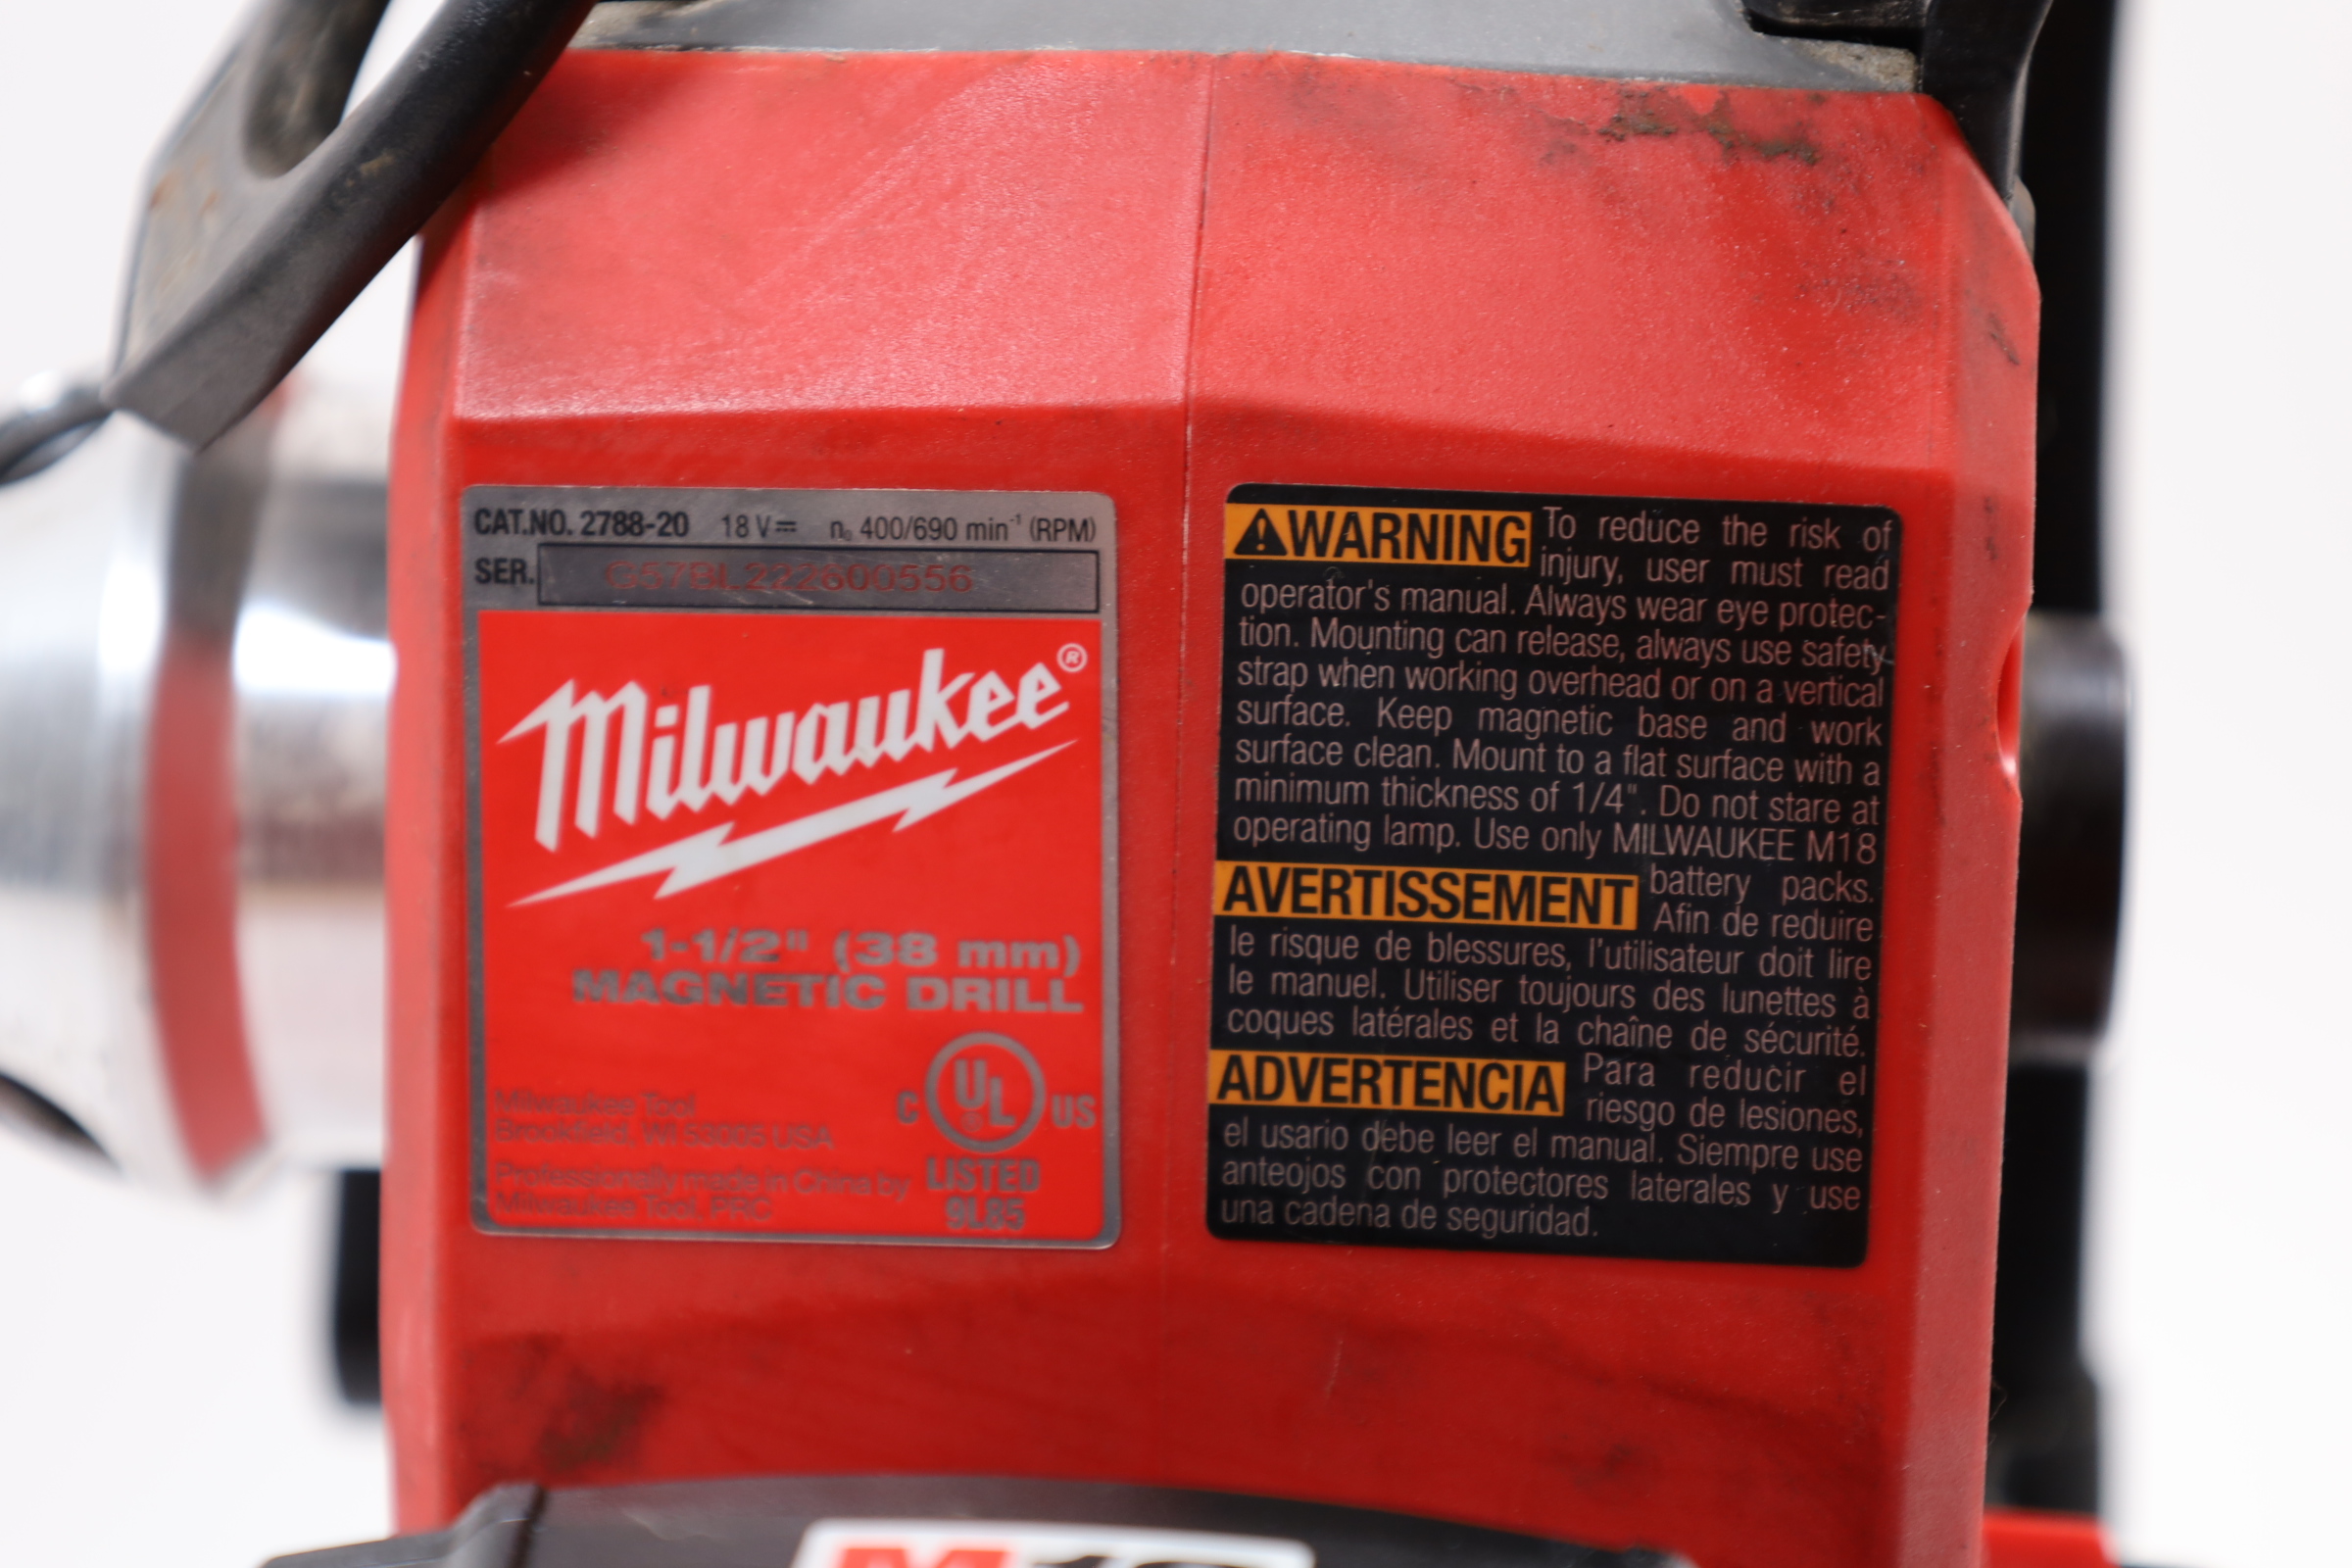 CAT.NO. 2788-20 18 V⎓ n₀ 400/690 min⁻¹ (RPM)
SER. G57BL222600556
Milwaukee®
1-1/2" (38 mm)
MAGNETIC DRILL
C UL® US
LISTED
9L85
Milwaukee Tool
Brookfield, WI 53005 USA
Professionally made in China by
Milwaukee Tool, PRC
⚠WARNING To reduce the risk of
injury, user must read
operator's manual. Always wear eye protec-
tion. Mounting can release, always use safety
strap when working overhead or on a vertical
surface. Keep magnetic base and work
surface clean. Mount to a flat surface with a
minimum thickness of 1/4". Do not stare at
operating lamp. Use only MILWAUKEE M18
battery packs.
AVERTISSEMENT Afin de reduire
le risque de blessures, l'utilisateur doit lire
le manuel. Utiliser toujours des lunettes à
coques latérales et la chaîne de sécurité.
ADVERTENCIA Para reducir el
riesgo de lesiones,
el usario debe leer el manual. Siempre use
anteojos con protectores laterales y use
una cadena de seguridad.